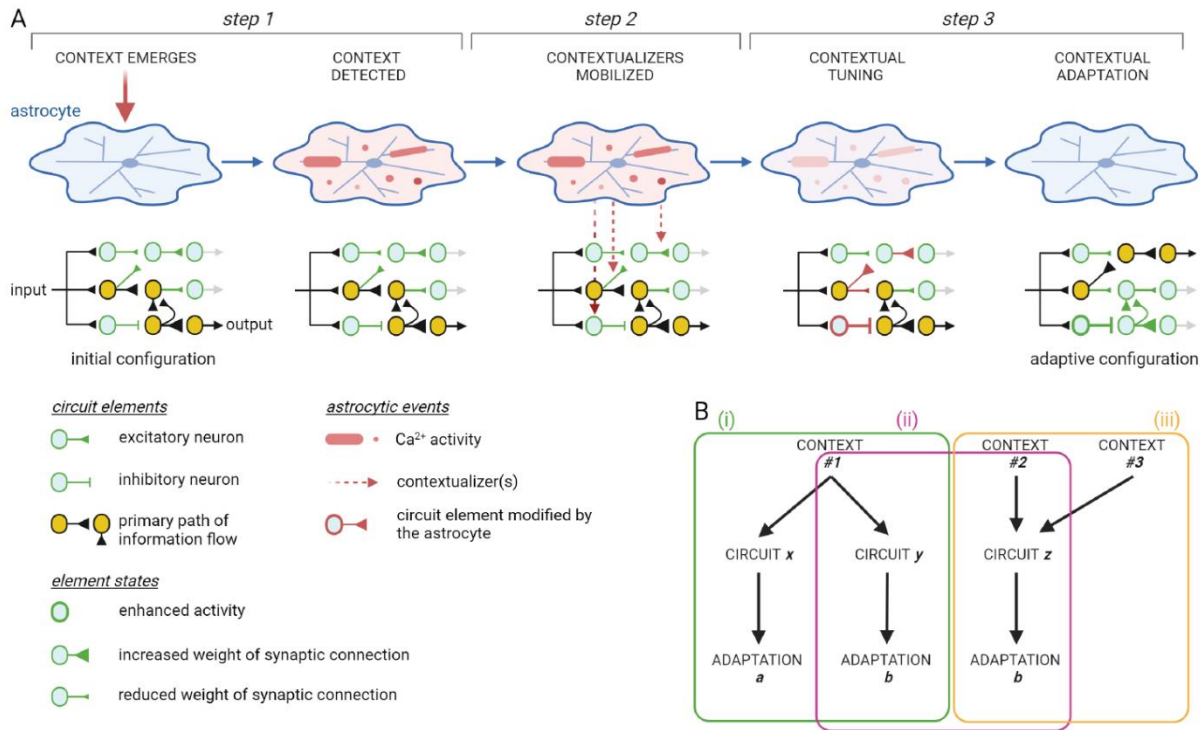 A
step 1
step 2
step 3
CONTEXT EMERGES
CONTEXT
DETECTED
CONTEXTUALIZERS
MOBILIZED
CONTEXTUAL
TUNING
CONTEXTUAL
ADAPTATION
astrocyte
input
output
initial configuration
adaptive configuration
circuit elements
excitatory neuron
inhibitory neuron
primary path of
information flow
element states
enhanced activity
increased weight of synaptic connection
reduced weight of synaptic connection
astrocytic events
Ca²⁺ activity
contextualizer(s)
circuit element modified by
the astrocyte
B
(i)
(ii)
(iii)
CONTEXT
#1
CONTEXT
#2
CONTEXT
#3
CIRCUIT x
CIRCUIT y
CIRCUIT z
ADAPTATION
a
ADAPTATION
b
ADAPTATION
b